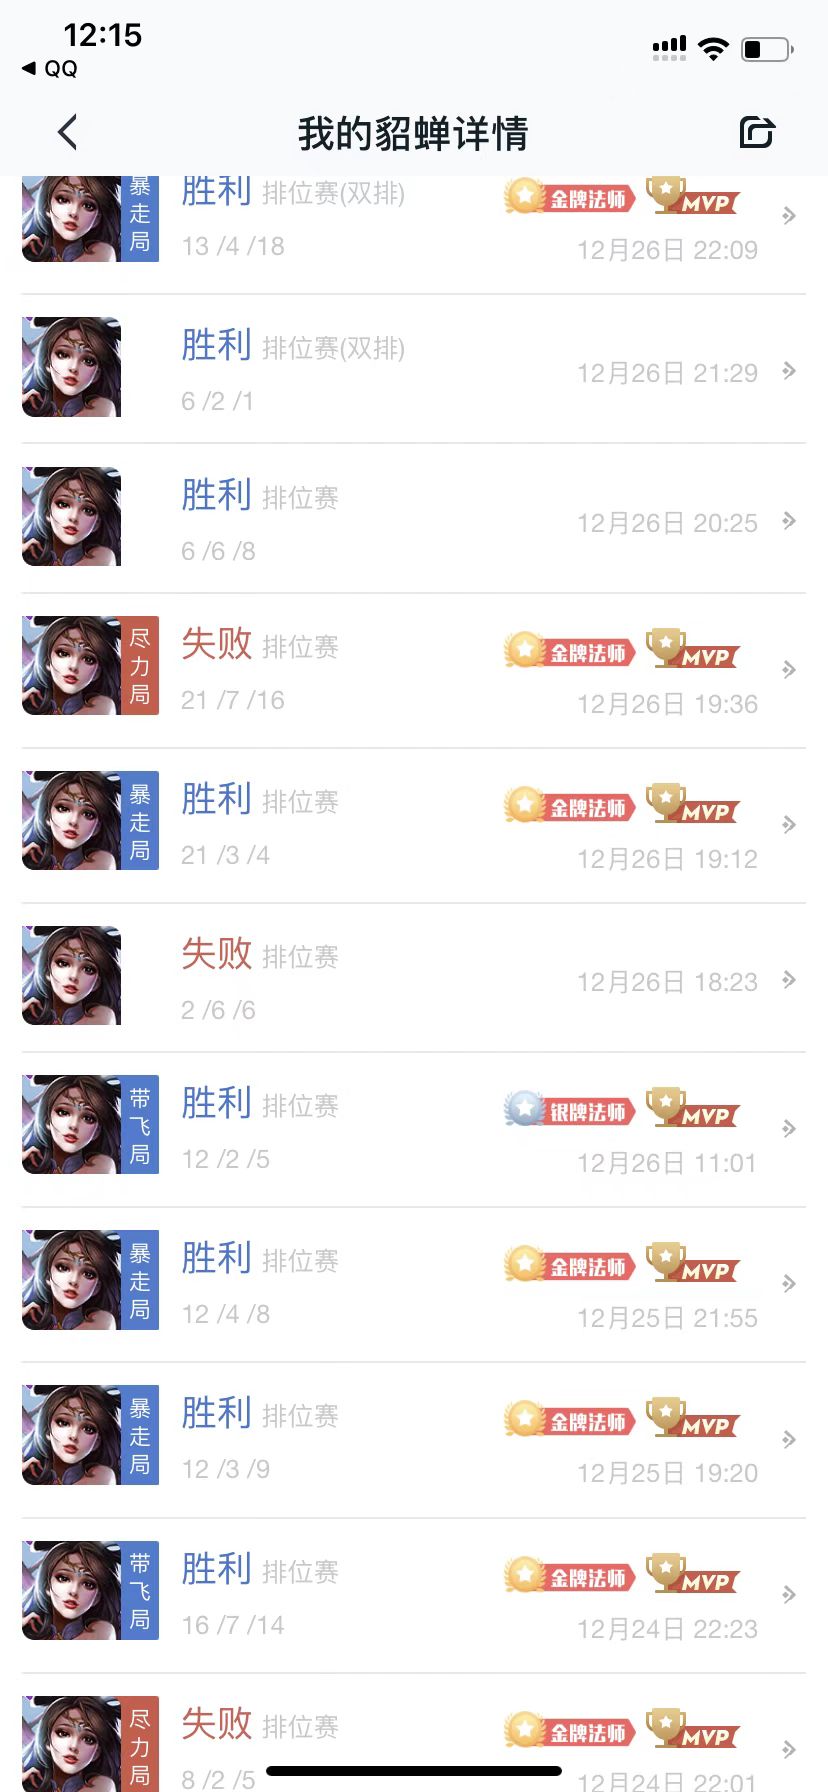 12:15
QQ
我的貂蝉详情
暴走局
胜利 排位赛(双排)
金牌法师 MVP
13 /4 /18
12月26日 22:09
胜利 排位赛(双排)
6 /2 /1
12月26日 21:29
胜利 排位赛
6 /6 /8
12月26日 20:25
尽力局
失败 排位赛
金牌法师 MVP
21 /7 /16
12月26日 19:36
暴走局
胜利 排位赛
金牌法师 MVP
21 /3 /4
12月26日 19:12
失败 排位赛
2 /6 /6
12月26日 18:23
带飞局
胜利 排位赛
银牌法师 MVP
12 /2 /5
12月26日 11:01
暴走局
胜利 排位赛
金牌法师 MVP
12 /4 /8
12月25日 21:55
暴走局
胜利 排位赛
金牌法师 MVP
12 /3 /9
12月25日 19:20
带飞局
胜利 排位赛
金牌法师 MVP
16 /7 /14
12月24日 22:23
尽力局
失败 排位赛
金牌法师 MVP
8 /2 /5
12月24日 22:01